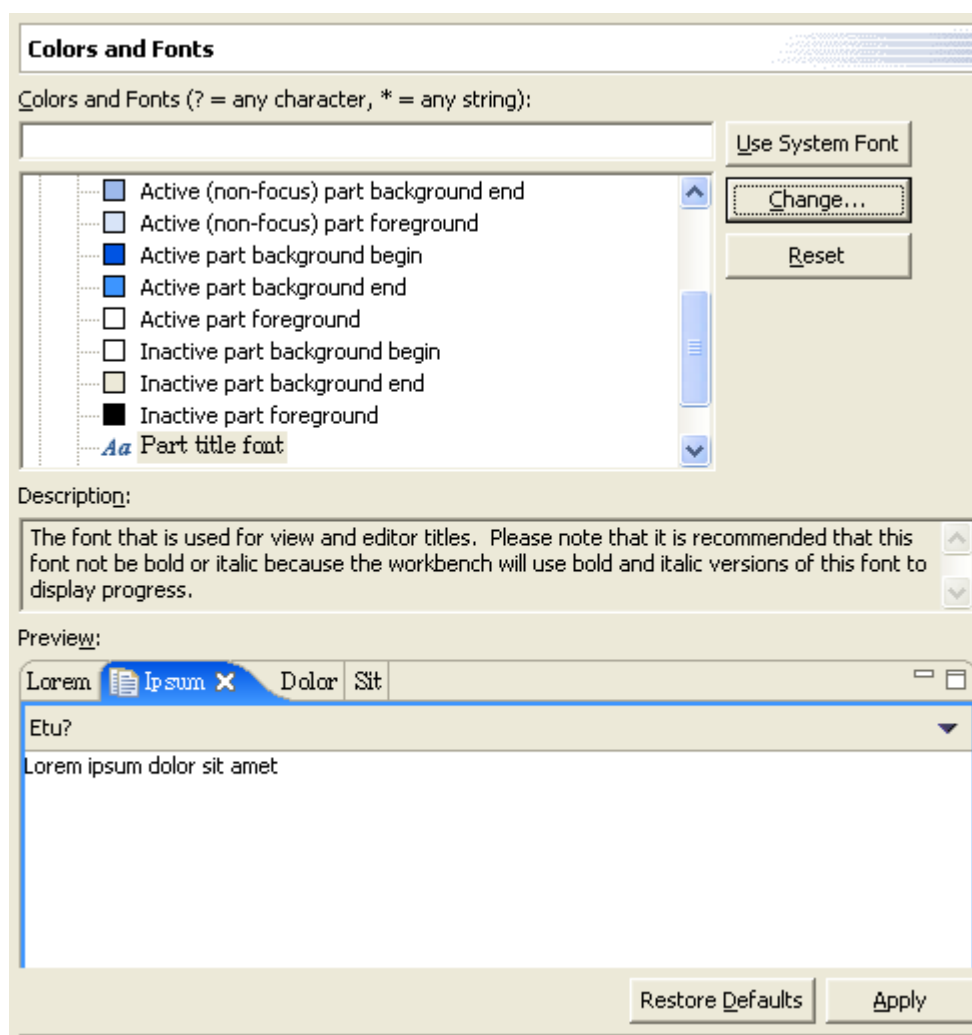 Colors and Fonts
Colors and Fonts (? = any character, * = any string):
Use System Font
Active (non-focus) part background end
Change...
Active (non-focus) part foreground
Active part background begin
Reset
Active part background end
Active part foreground
Inactive part background begin
Inactive part background end
Inactive part foreground
Aa Part title font
Description:
The font that is used for view and editor titles.  Please note that it is recommended that this
font not be bold or italic because the workbench will use bold and italic versions of this font to
display progress.
Preview:
Lorem Ipsum Dolor Sit
Etu?
Lorem ipsum dolor sit amet
Restore Defaults Apply